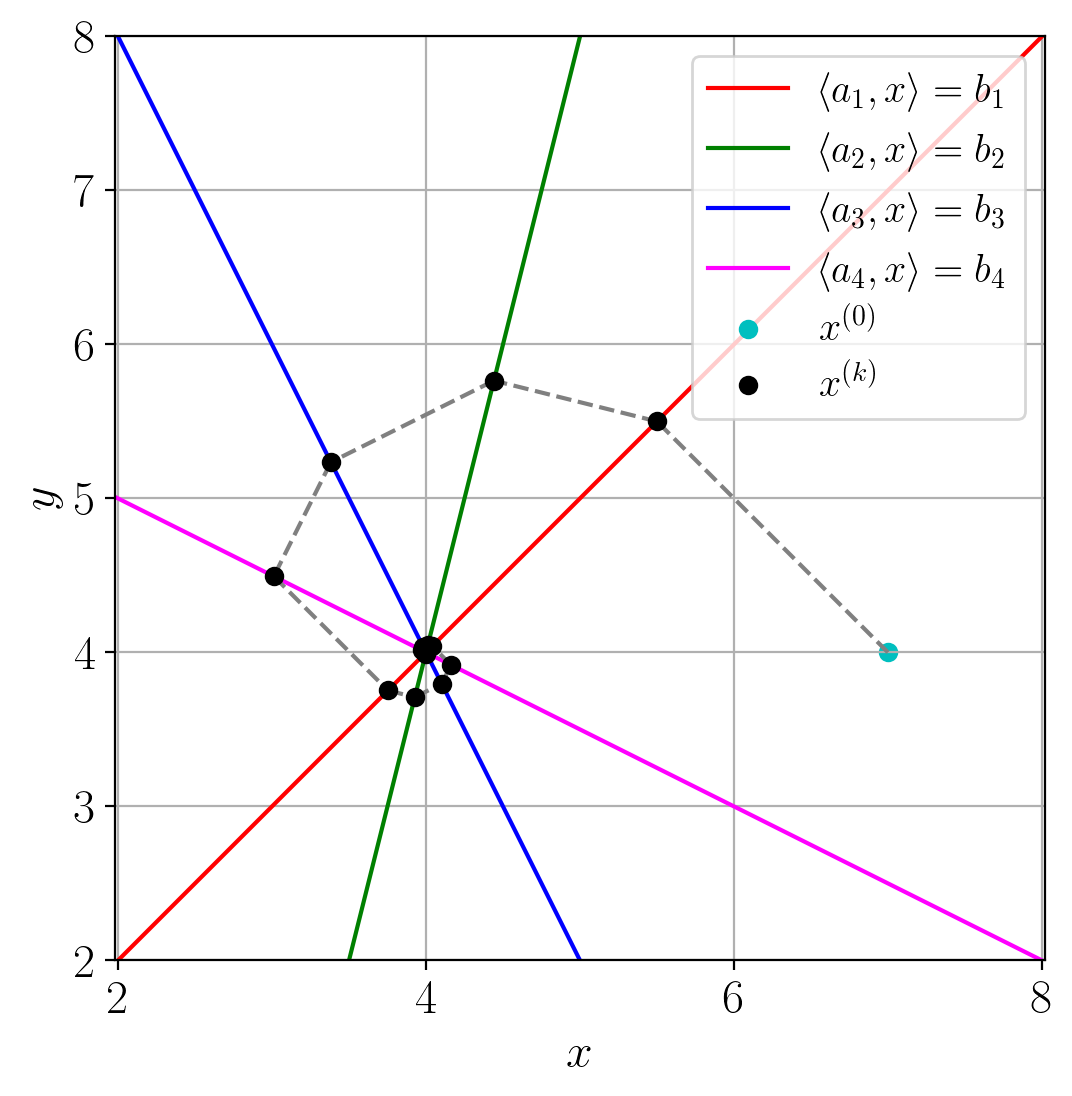 8
7
6
5
4
3
2
y
2 4 6 8
x
⟨a₁, x⟩ = b₁
⟨a₂, x⟩ = b₂
⟨a₃, x⟩ = b₃
⟨a₄, x⟩ = b₄
x⁽⁰⁾
x⁽ᵏ⁾